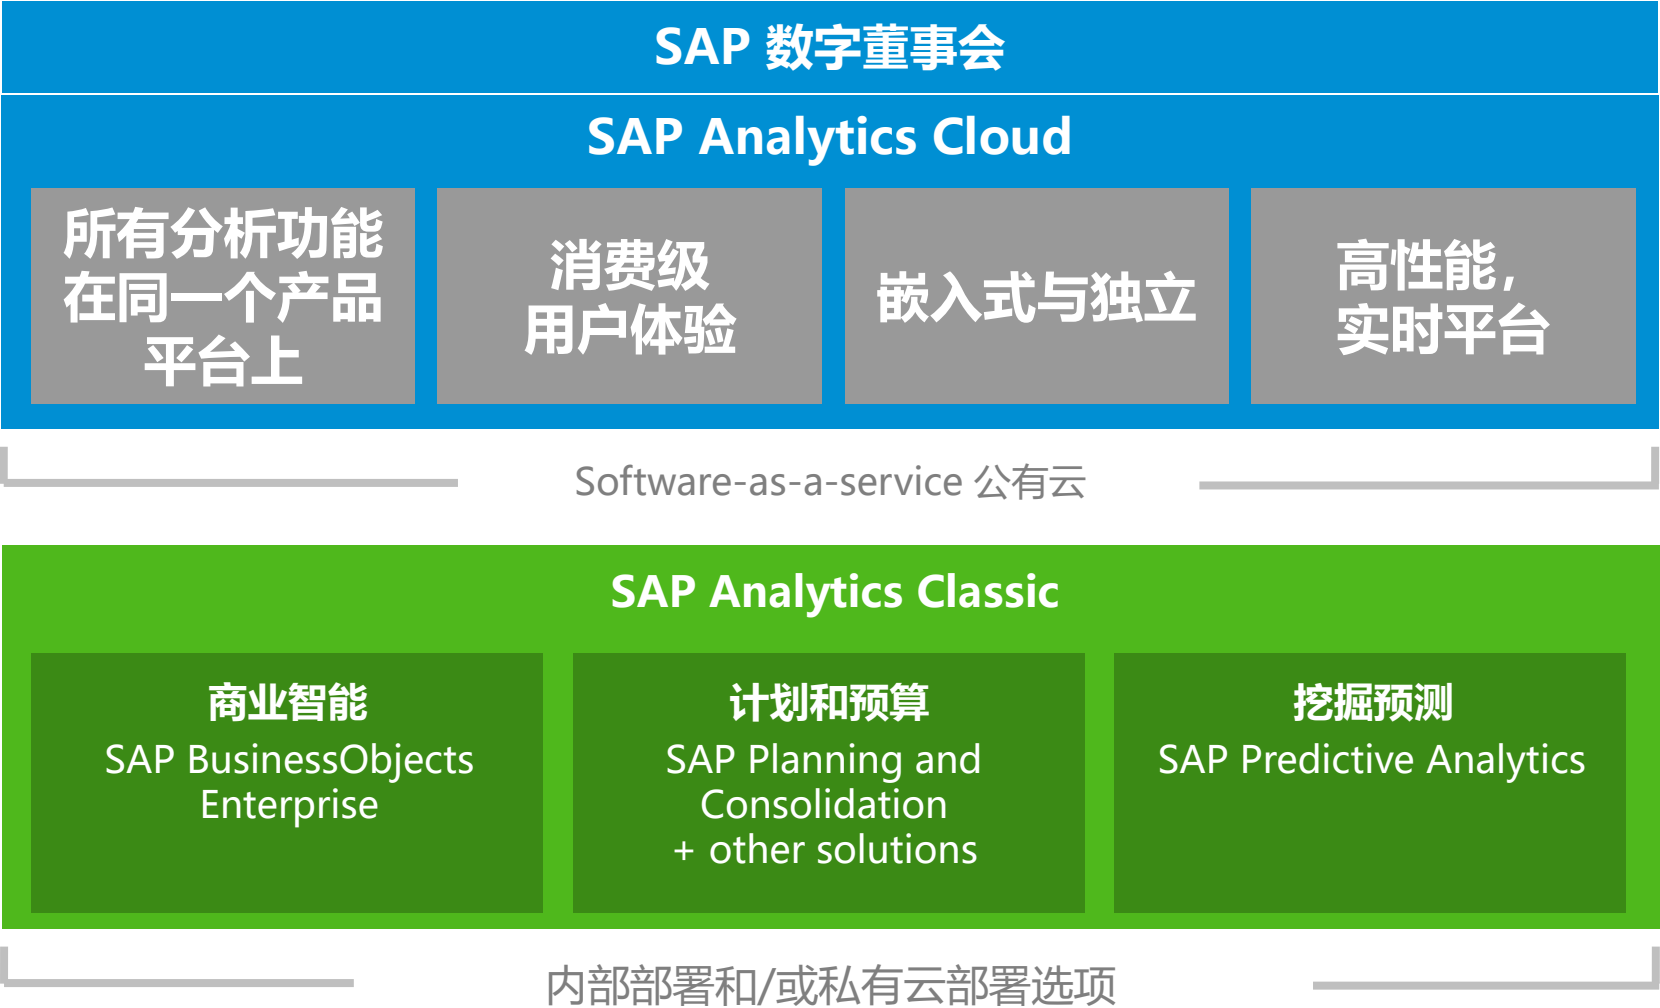 SAP 数字董事会
SAP Analytics Cloud
所有分析功能
在同一个产品
平台上
消费级
用户体验
嵌入式与独立
高性能，
实时平台
Software-as-a-service 公有云
SAP Analytics Classic
商业智能
SAP BusinessObjects
Enterprise
计划和预算
SAP Planning and
Consolidation
+ other solutions
挖掘预测
SAP Predictive Analytics
内部部署和/或私有云部署选项